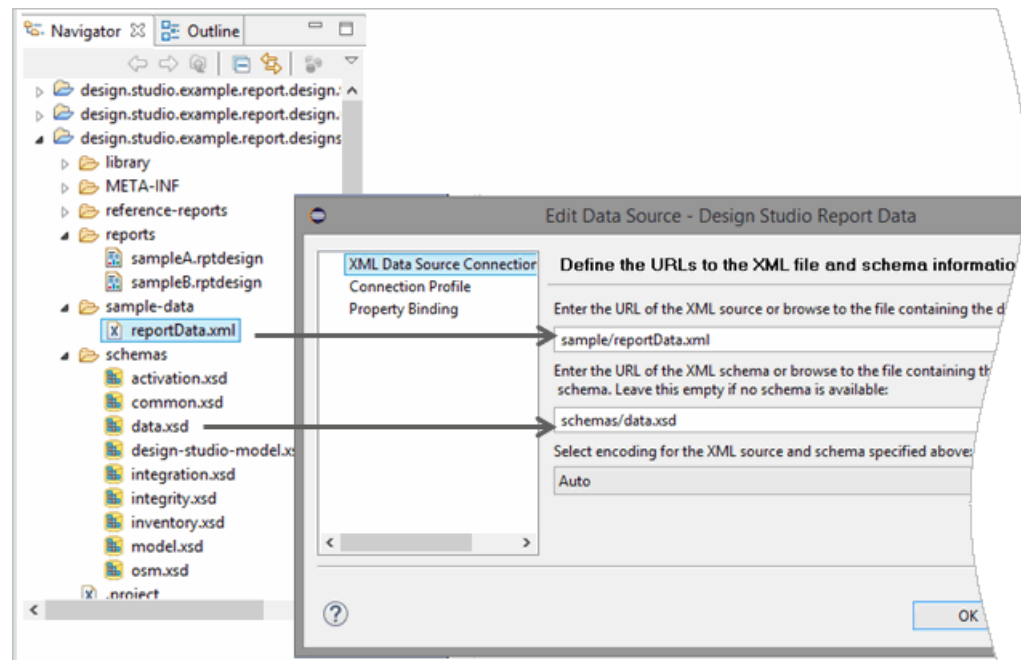 Navigator
Outline
design.studio.example.report.design.
design.studio.example.report.design.
design.studio.example.report.designs
library
META-INF
reference-reports
reports
sampleA.rptdesign
sampleB.rptdesign
sample-data
reportData.xml
schemas
activation.xsd
common.xsd
data.xsd
design-studio-model.xs
integration.xsd
integrity.xsd
inventory.xsd
model.xsd
osm.xsd
.project
Edit Data Source - Design Studio Report Data
XML Data Source Connection
Connection Profile
Property Binding
Define the URLs to the XML file and schema informatio
Enter the URL of the XML source or browse to the file containing the d
sample/reportData.xml
Enter the URL of the XML schema or browse to the file containing th
schema. Leave this empty if no schema is available:
schemas/data.xsd
Select encoding for the XML source and schema specified above:
Auto
OK